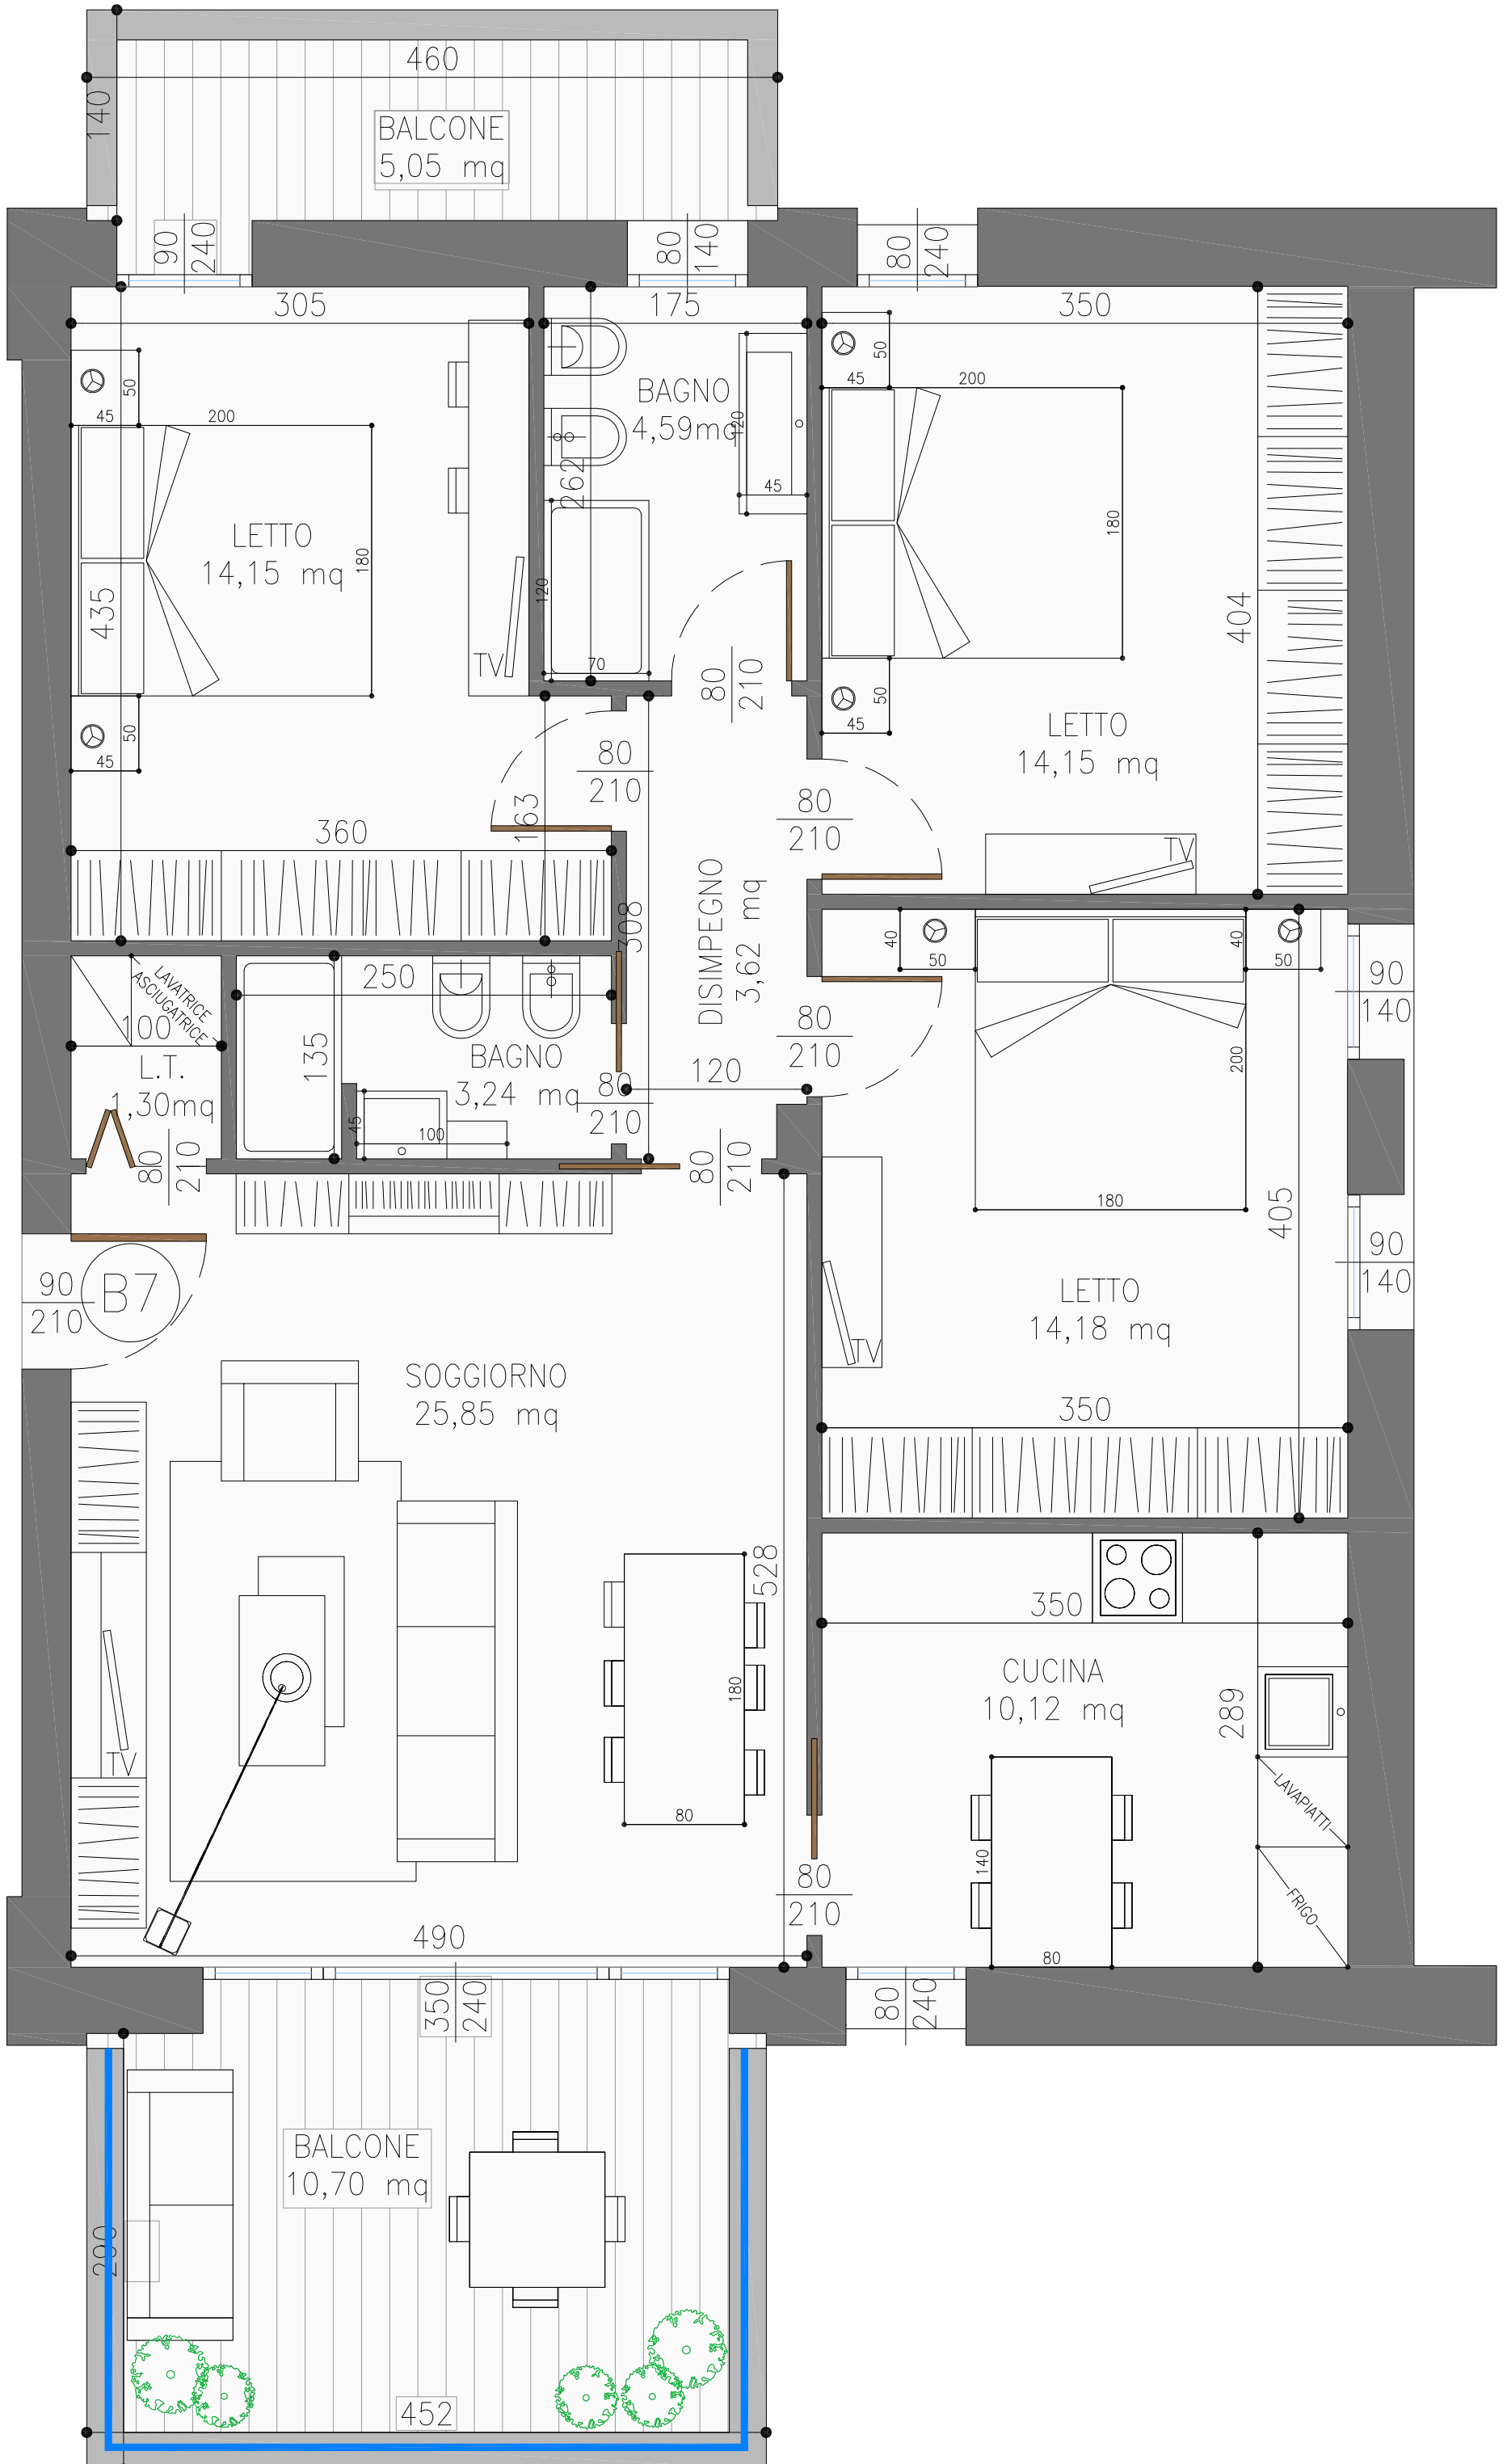 460
140
BALCONE
5,05 mq
90
240
80
140
80
240
305
175
350
50
45
200
BAGNO
4,59mq
120
45
262
50
45
200
LETTO
14,15 mq
180
435
TV
120
70
180
404
50
45
80
210
50
45
LETTO
14,15 mq
80
210
163
80
210
TV
360
308
DISIMPEGNO
3,62 mq
40
50
40
50
90
140
LAVATRICE
ASCIUGATRICE
100
L.T.
1,30mq
250
135
BAGNO
3,24 mq
45
100
80
210
120
80
210
200
180
405
80
210
80
210
90
140
90
210
B7
LETTO
14,18 mq
TV
SOGGIORNO
25,85 mq
350
528
350
180
80
CUCINA
10,12 mq
289
TV
LAVAPIATTI
FRIGO
140
80
80
210
490
350
240
80
240
BALCONE
10,70 mq
290
452